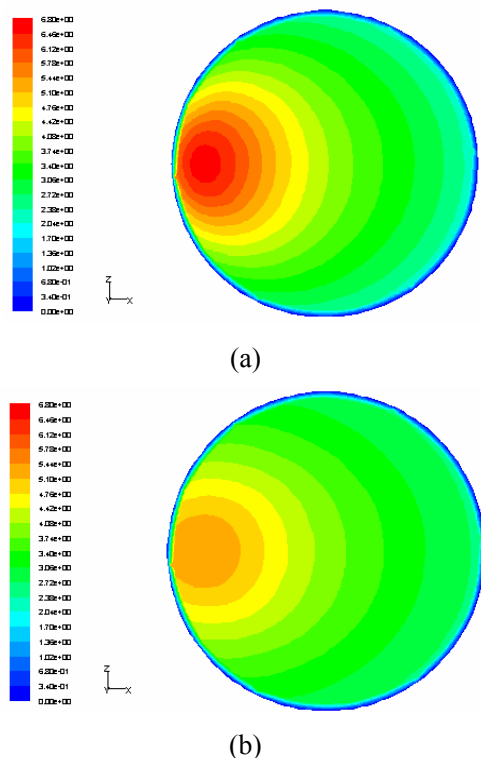 6.80e+00
6.46e+00
6.12e+00
5.78e+00
5.44e+00
5.10e+00
4.76e+00
4.42e+00
4.08e+00
3.74e+00
3.40e+00
3.06e+00
2.72e+00
2.38e+00
2.04e+00
1.70e+00
1.36e+00
1.02e+00
6.80e-01
3.40e-01
0.00e+00
Z
Y X
(a)
6.80e+00
6.46e+00
6.12e+00
5.78e+00
5.44e+00
5.10e+00
4.76e+00
4.42e+00
4.08e+00
3.74e+00
3.40e+00
3.06e+00
2.72e+00
2.38e+00
2.04e+00
1.70e+00
1.36e+00
1.02e+00
6.80e-01
3.40e-01
0.00e+00
Z
Y X
(b)